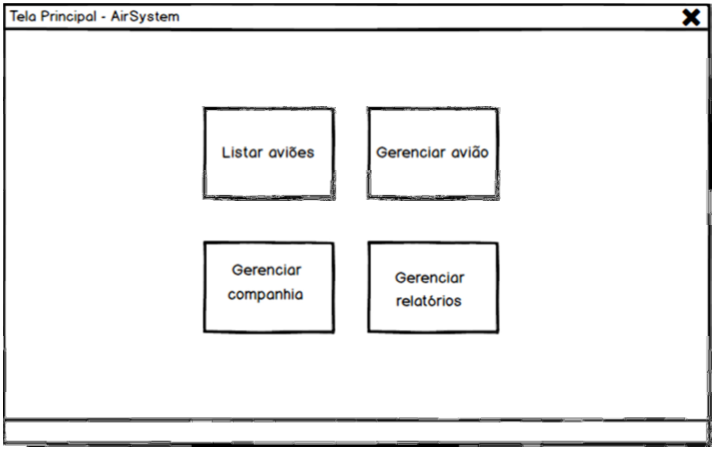 Tela Principal - AirSystem
Listar aviões
Gerenciar avião
Gerenciar
companhia
Gerenciar
relatórios